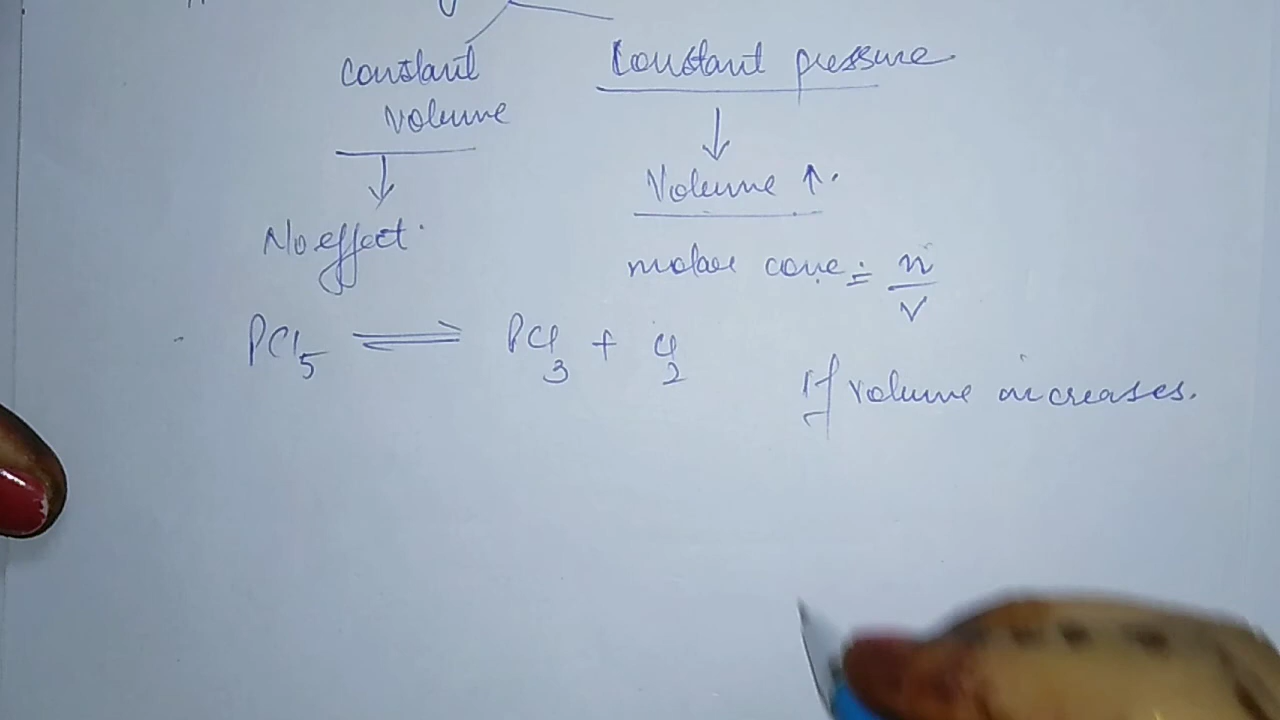 Constant
volume
No effect.
Constant pressure
Volume ↑.
molar conc = n/V
PCl5 ⇌ PCl3 + Cl2
If volume increases.